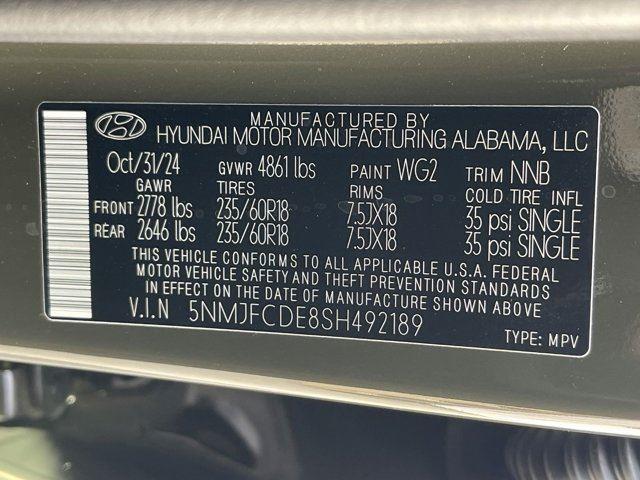 MANUFACTURED BY
HYUNDAI MOTOR MANUFACTURING ALABAMA, LLC
Oct/31/24 GVWR 4861 lbs PAINT WG2 TRIM NNB
GAWR TIRES RIMS COLD TIRE INFL
FRONT 2778 lbs 235/60R18 7.5JX18 35 psi SINGLE
REAR 2646 lbs 235/60R18 7.5JX18 35 psi SINGLE
THIS VEHICLE CONFORMS TO ALL APPLICABLE U.S.A. FEDERAL
MOTOR VEHICLE SAFETY AND THEFT PREVENTION STANDARDS
IN EFFECT ON THE DATE OF MANUFACTURE SHOWN ABOVE
V.I.N 5NMJFCDE8SH492189
TYPE: MPV